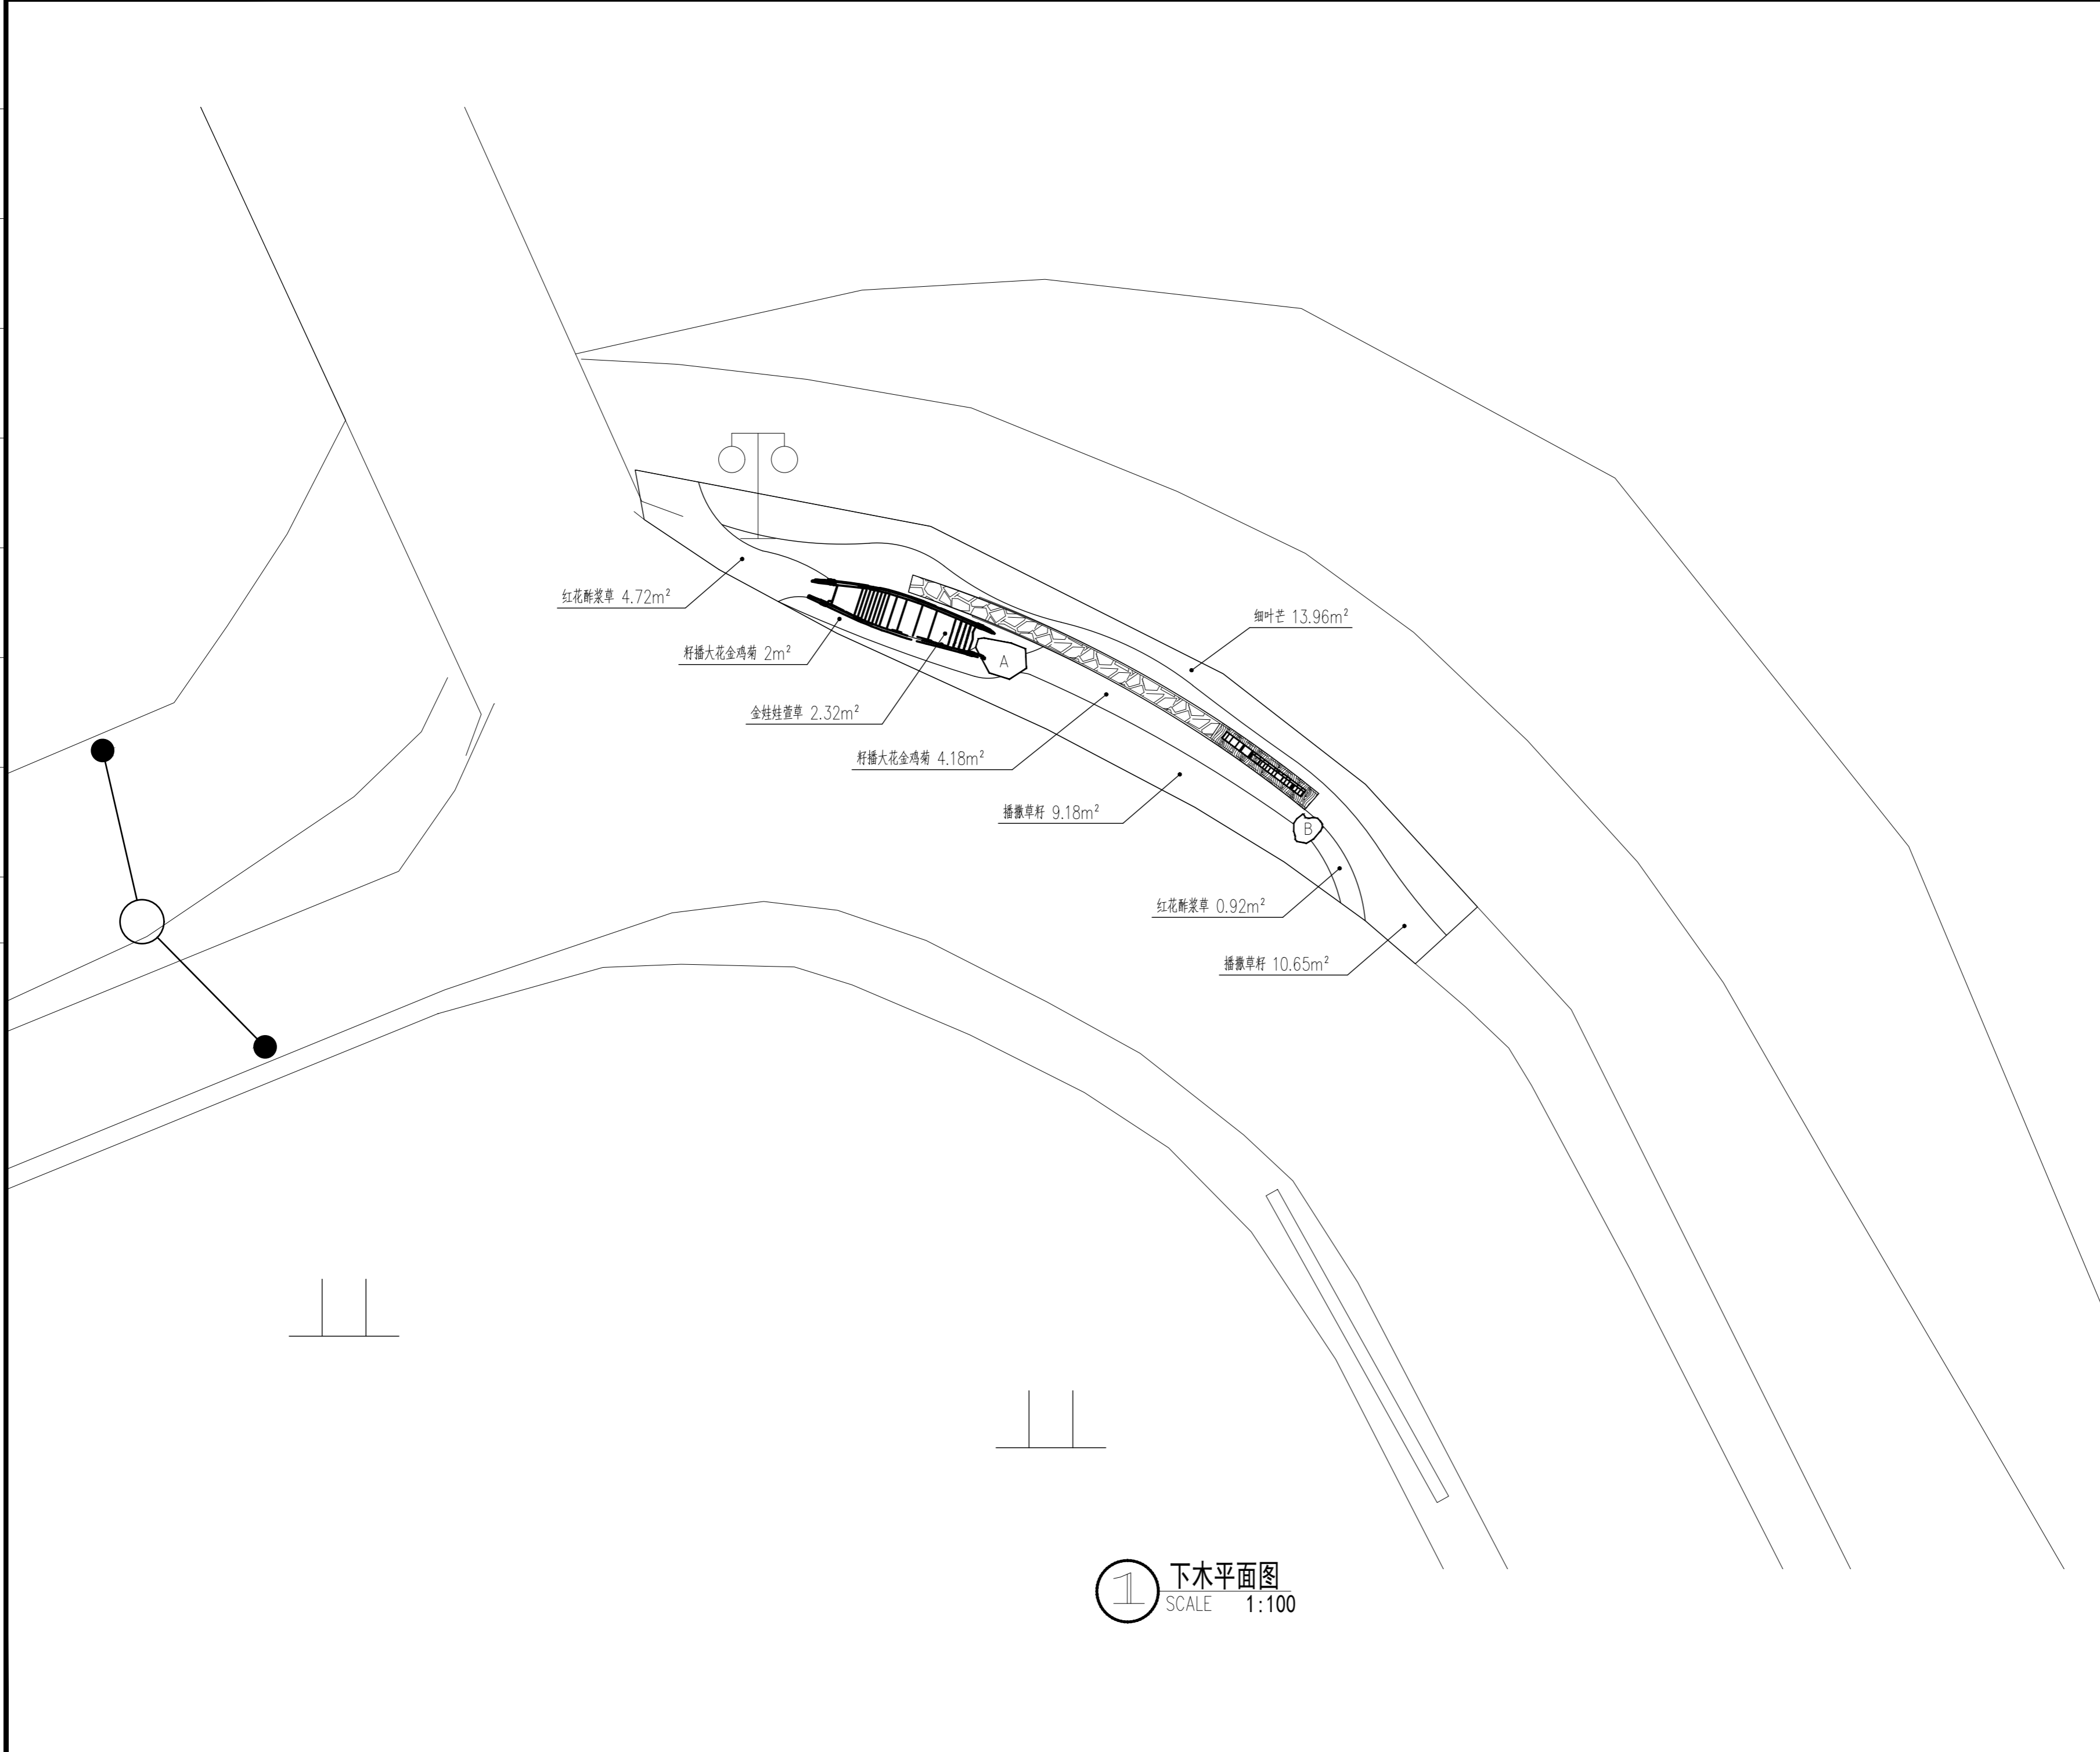 红花酢浆草 4.72m²
细叶芒 13.96m²
籽播大花金鸡菊 2m²
A
金娃娃萱草 2.32m²
籽播大花金鸡菊 4.18m²
播撒草籽 9.18m²
B
红花酢浆草 0.92m²
播撒草籽 10.65m²
1 下木平面图
SCALE 1:100